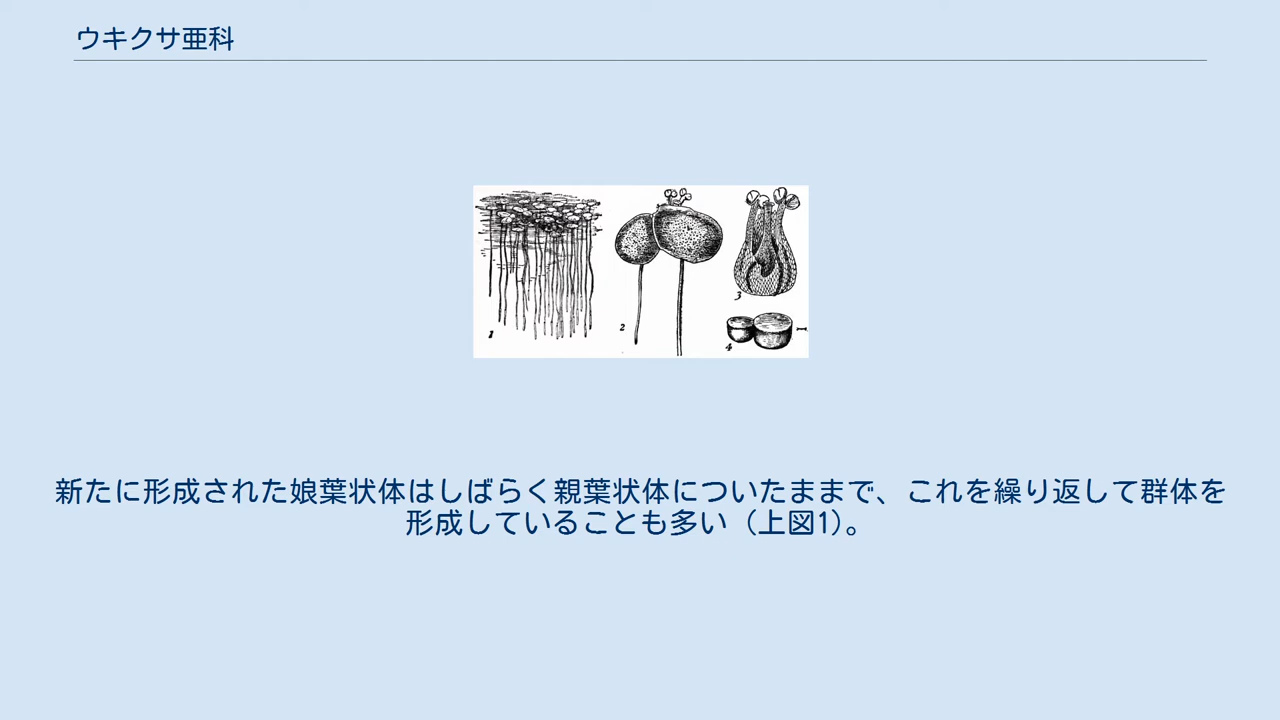 ウキクサ亜科
1
2
3
4
新たに形成された娘葉状体はしばらく親葉状体についたままで、これを繰り返して群体を
形成していることも多い（上図1）。